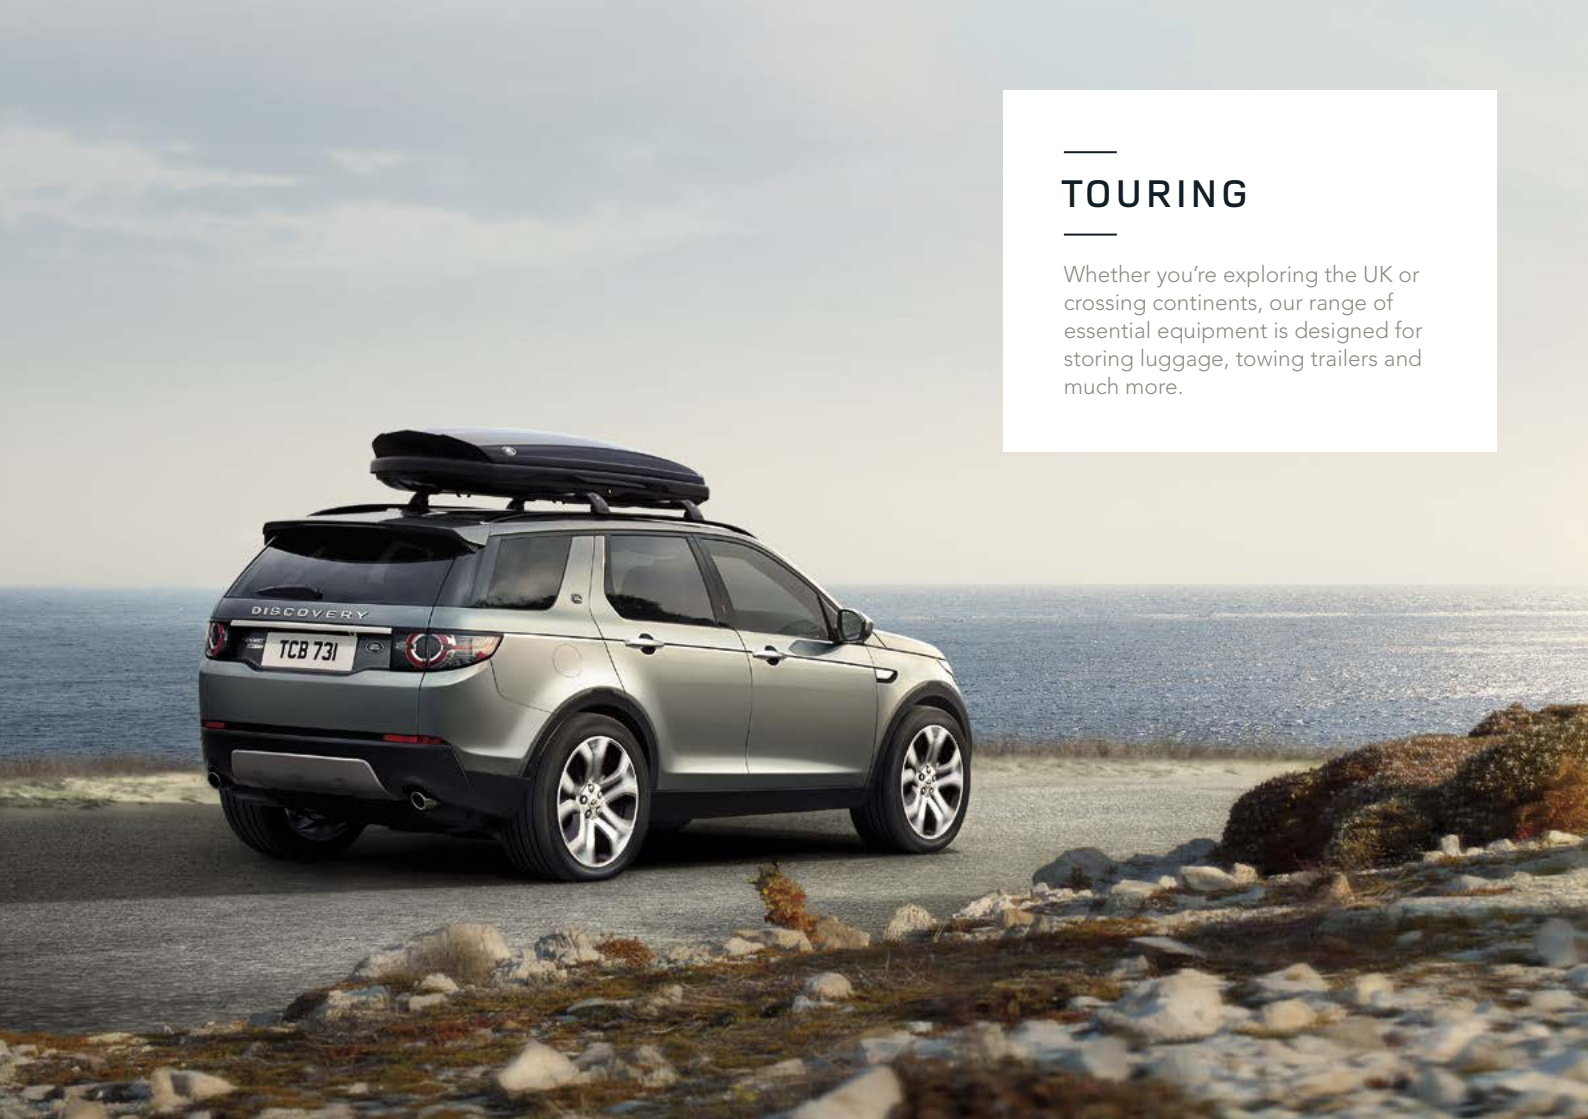 TOURING
Whether you're exploring the UK or
crossing continents, our range of
essential equipment is designed for
storing luggage, towing trailers and
much more.
DISCOVERY
TCB 731